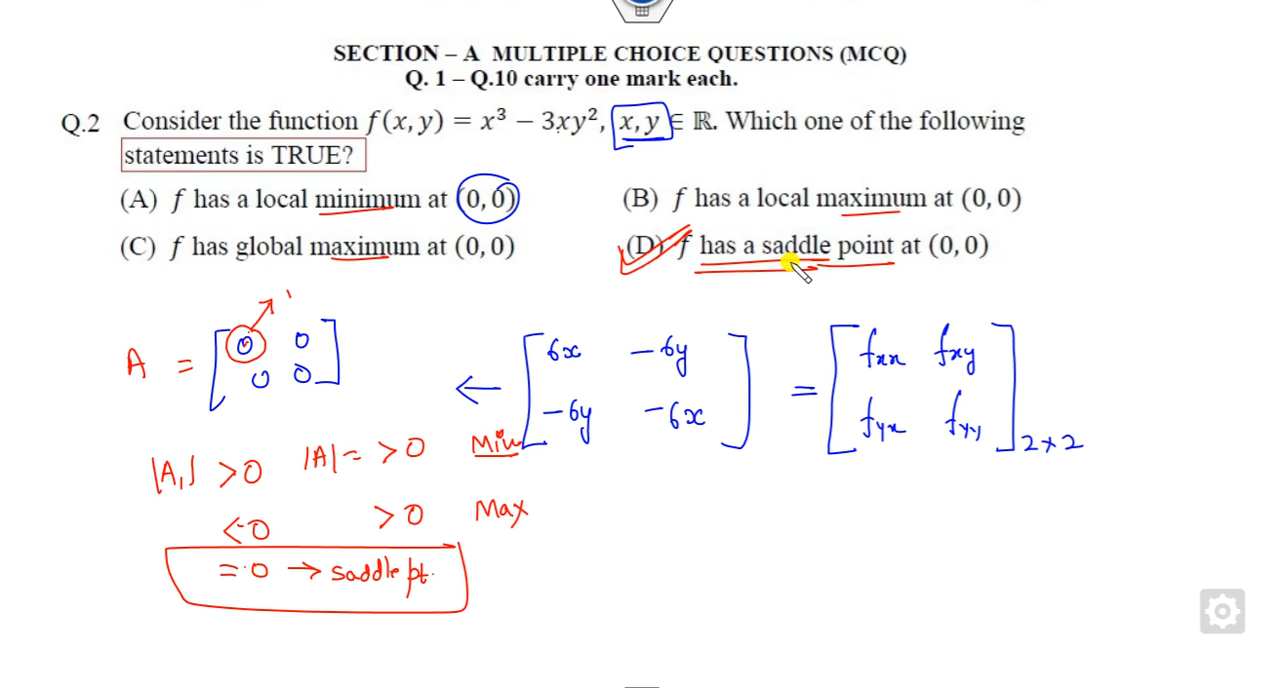 SECTION – A MULTIPLE CHOICE QUESTIONS (MCQ)
Q. 1 – Q.10 carry one mark each.
Q.2 Consider the function f(x, y) = x³ − 3xy², x, y ∈ ℝ. Which one of the following
statements is TRUE?
(A) f has a local minimum at (0, 0) (B) f has a local maximum at (0, 0)
(C) f has global maximum at (0, 0) (D) f has a saddle point at (0, 0)
A = [0 0
0 0] ← [6x −6y
−6y −6x] = [fxx fxy
fyx fyy] 2×2
|A₁| >0 |A| = >0 Min
<0 >0 Max
= 0 → saddle pt.